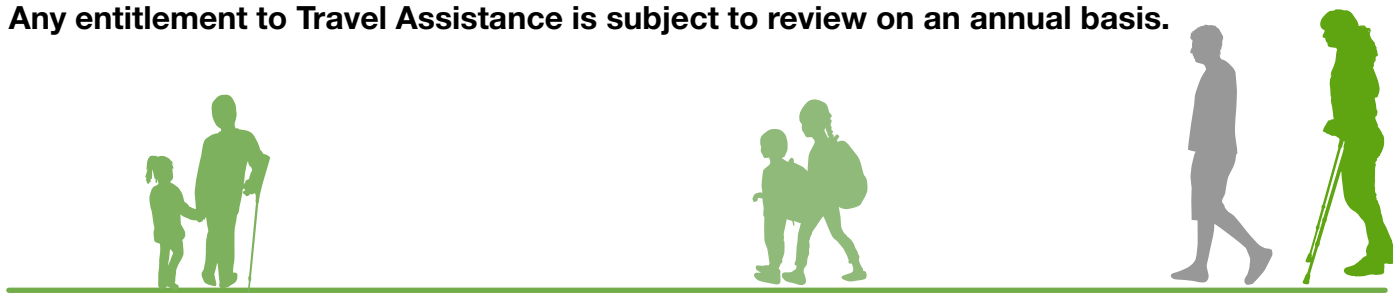 Any entitlement to Travel Assistance is subject to review on an annual basis.